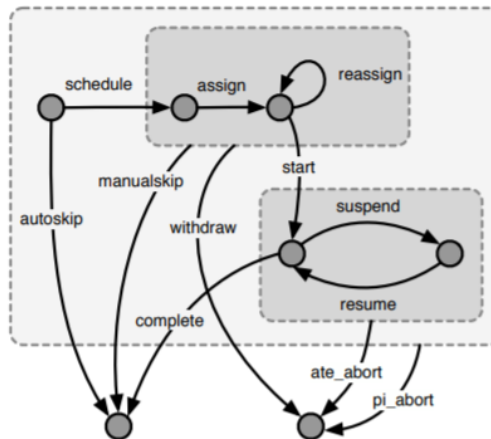 schedule
assign
reassign
manualskip
start
autoskip
withdraw
suspend
resume
complete
ate_abort
pi_abort